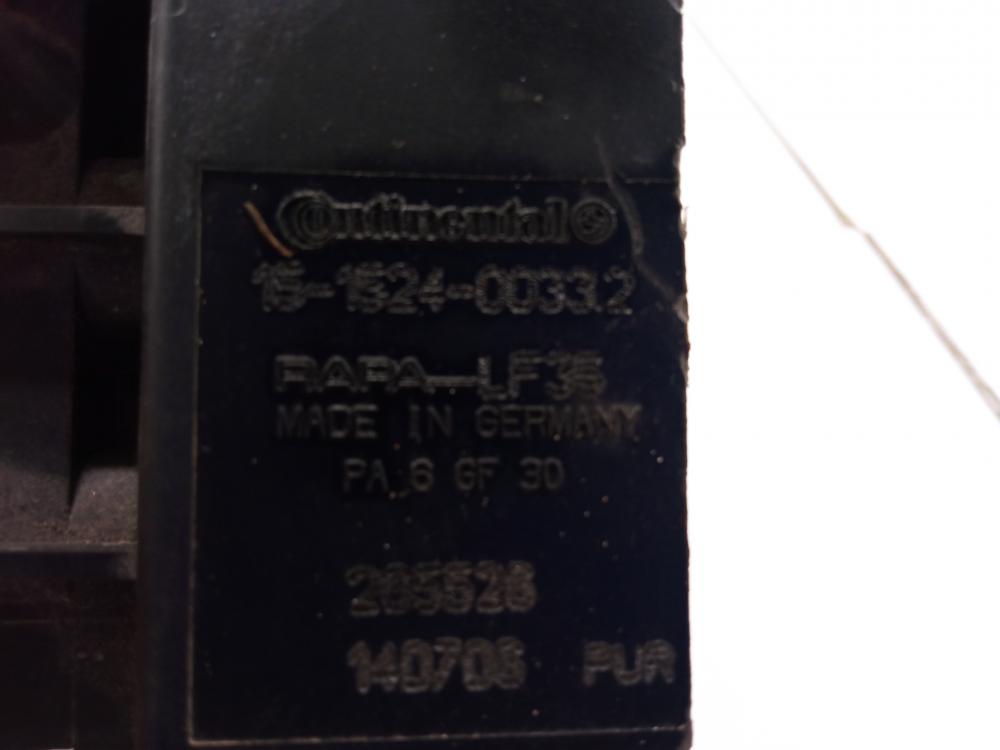 Continental®
15-1524-0033.2
RAPA-LF35
MADE IN GERMANY
PA 6 GF 30
265526
140706 PUR